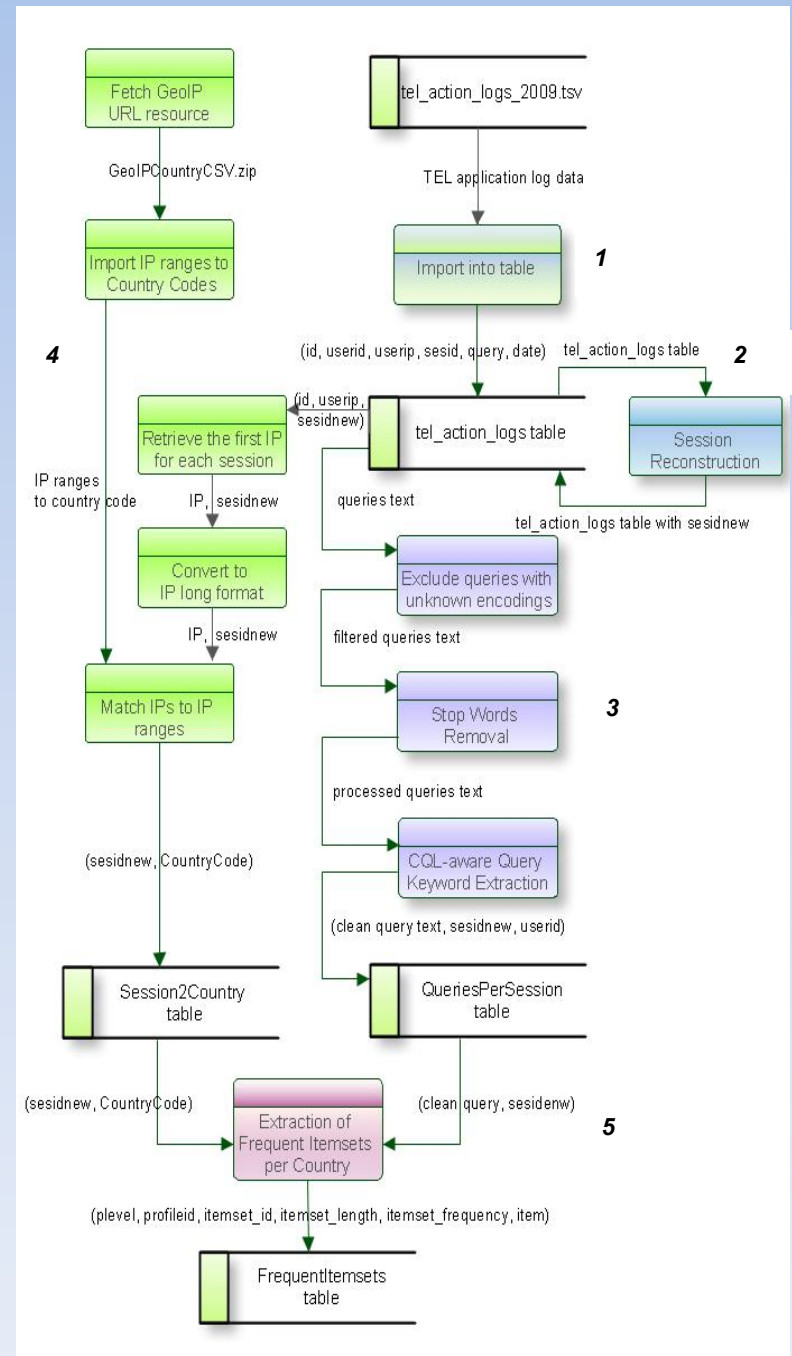 Fetch GeoIP
URL resource
tel_action_logs_2009.tsv
GeoIPCountryCSV.zip
TEL application log data
Import IP ranges to
Country Codes
Import into table
1
4
(id, userid, userip, sesid, query, date)
tel_action_logs table
2
(id, userip,
sesidnew)
Retrieve the first IP
for each session
tel_action_logs table
Session
Reconstruction
IP ranges
to country code
IP, sesidnew
queries text
tel_action_logs table with sesidnew
Convert to
IP long format
Exclude queries with
unknown encodings
IP, sesidnew
filtered queries text
Match IPs to IP
ranges
Stop Words
Removal
3
processed queries text
(sesidnew, CountryCode)
CQL-aware Query
Keyword Extraction
(clean query text, sesidnew, userid)
Session2Country
table
QueriesPerSession
table
(sesidnew, CountryCode)
(clean query, sesidenw)
Extraction of
Frequent Itemsets
per Country
5
(plevel, profileid, itemset_id, itemset_length, itemset_frequency, item)
FrequentItemsets
table